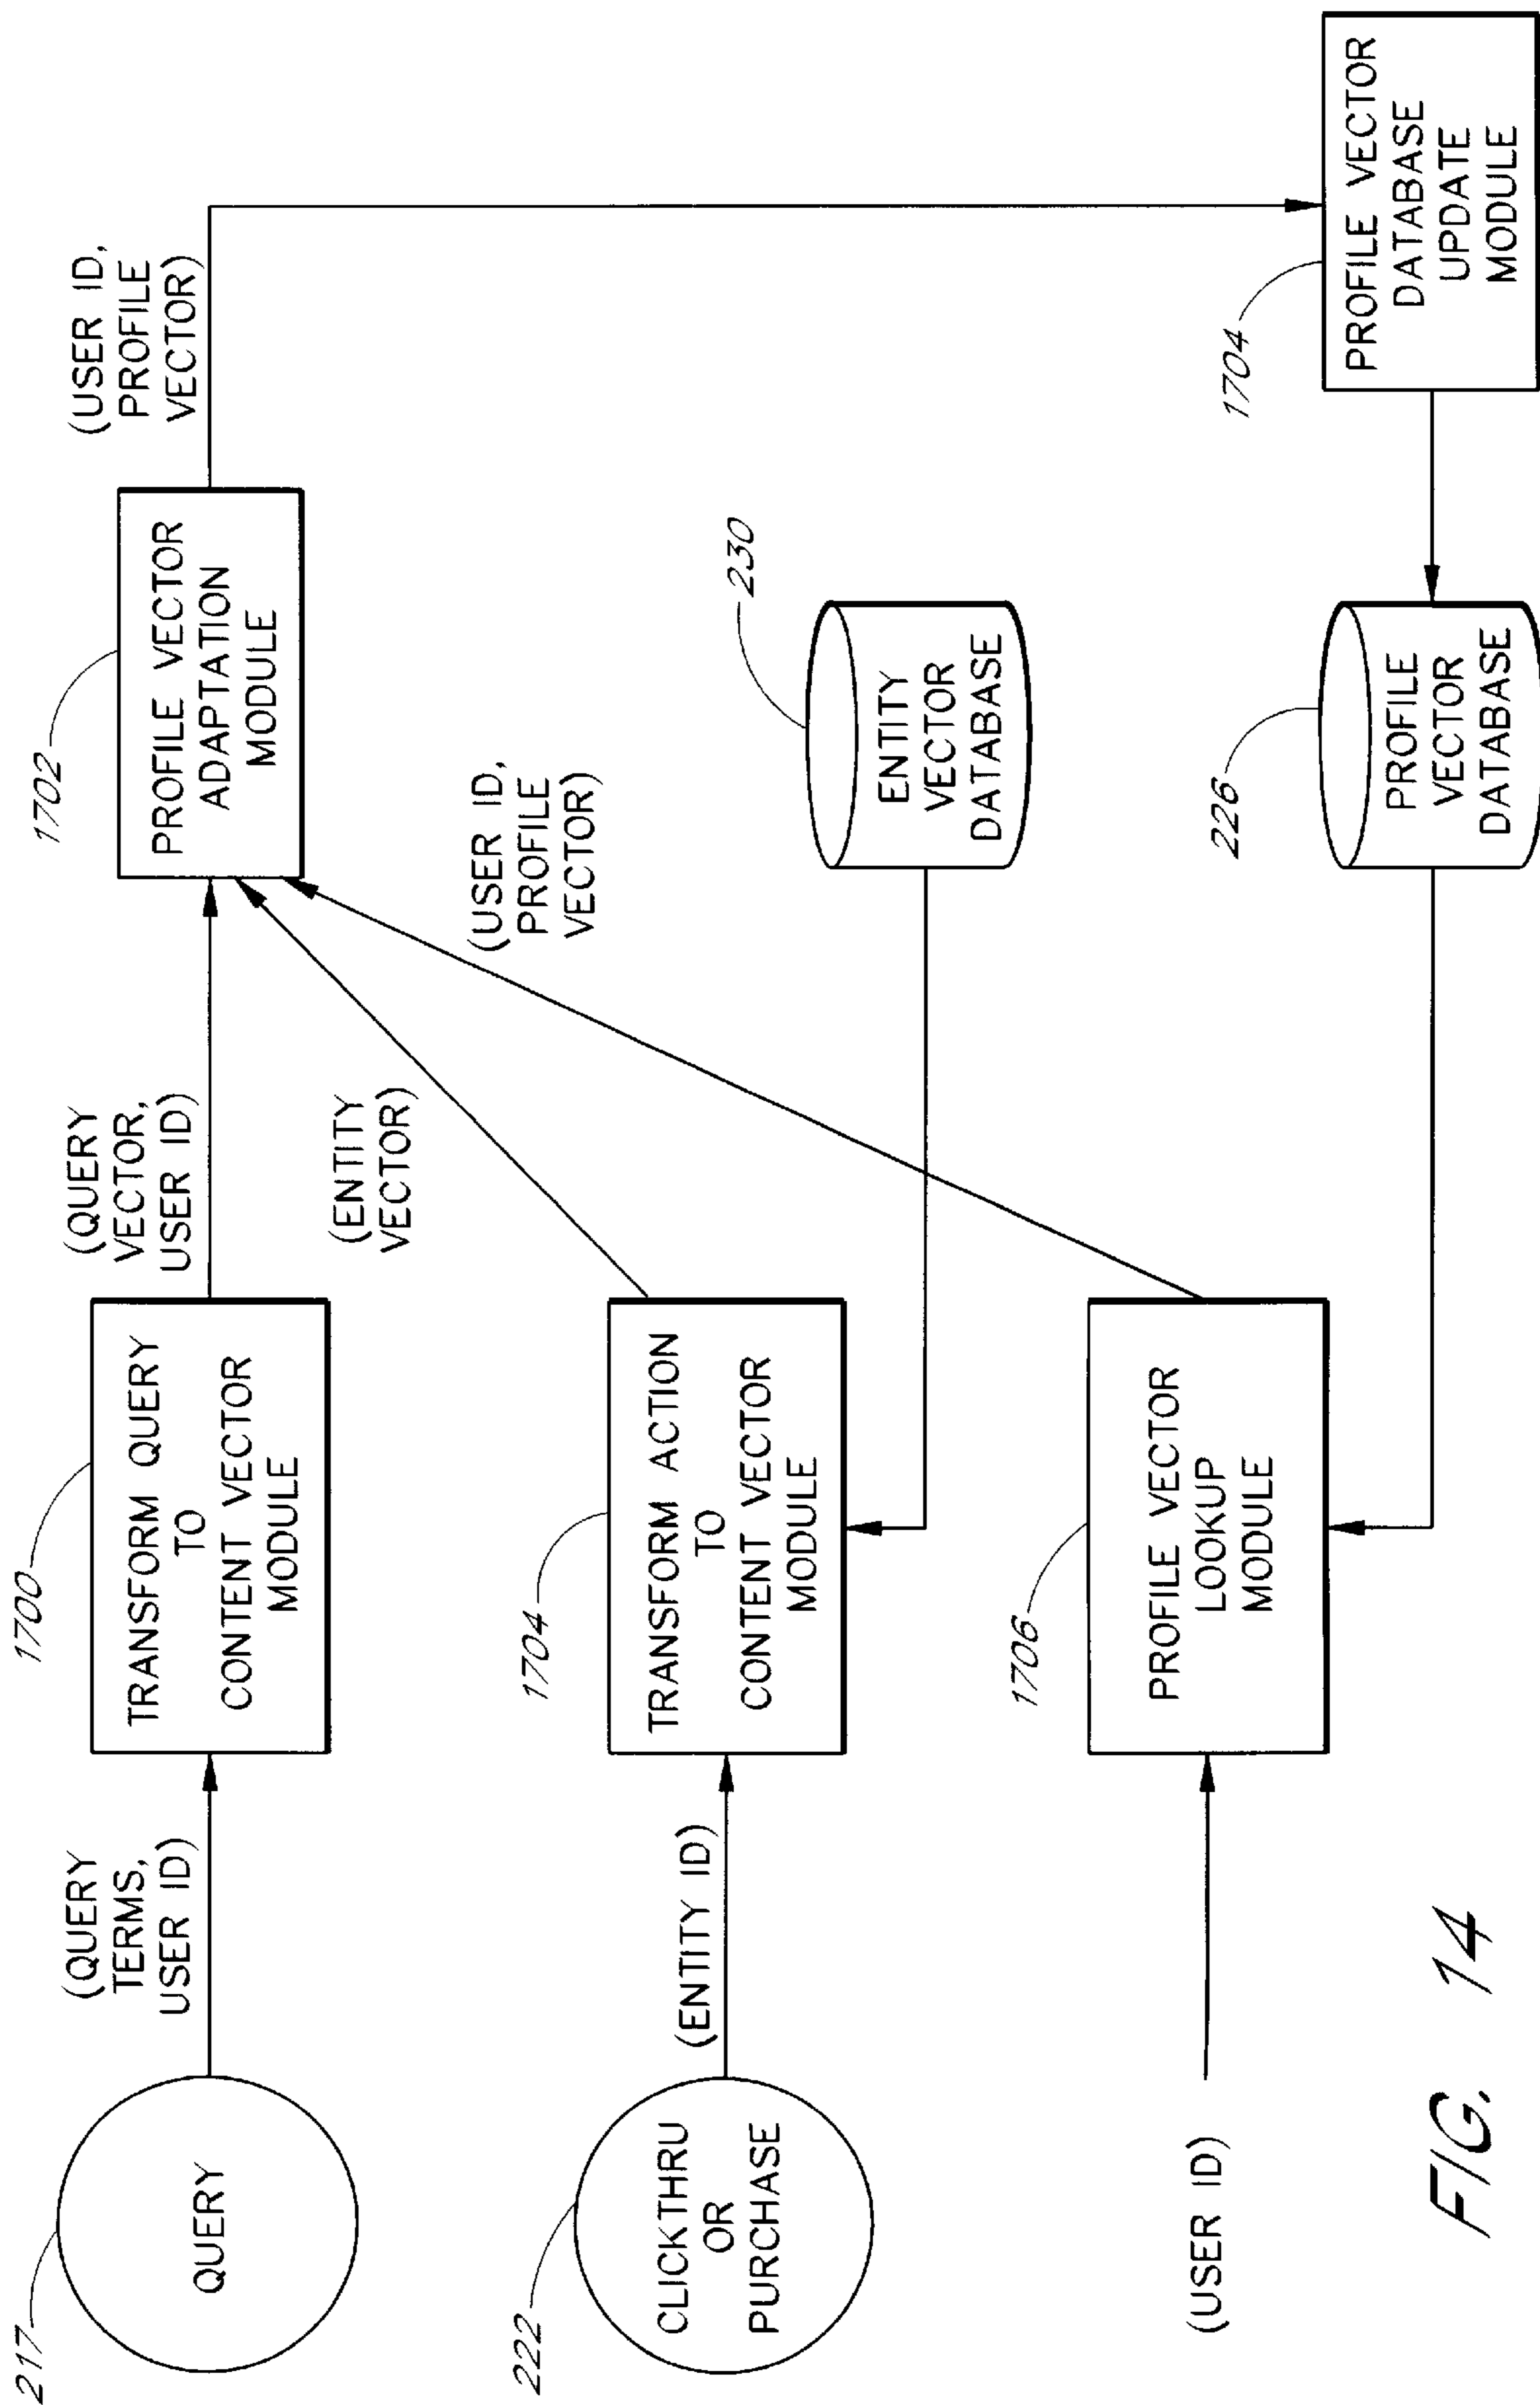 217
QUERY
(QUERY
TERMS,
USER ID)
1700
TRANSFORM QUERY
TO
CONTENT VECTOR
MODULE
(QUERY
VECTOR,
USER ID)
1702
PROFILE VECTOR
ADAPTATION
MODULE
(USER ID,
PROFILE
VECTOR)
222
CLICKTHRU
OR
PURCHASE
(ENTITY ID)
1704
TRANSFORM ACTION
TO
CONTENT VECTOR
MODULE
(ENTITY
VECTOR)
(USER ID,
PROFILE
VECTOR)
230
ENTITY
VECTOR
DATABASE
(USER ID)
1706
PROFILE VECTOR
LOOKUP
MODULE
226
PROFILE
VECTOR
DATABASE
1704
PROFILE VECTOR
DATABASE
UPDATE
MODULE
FIG. 14